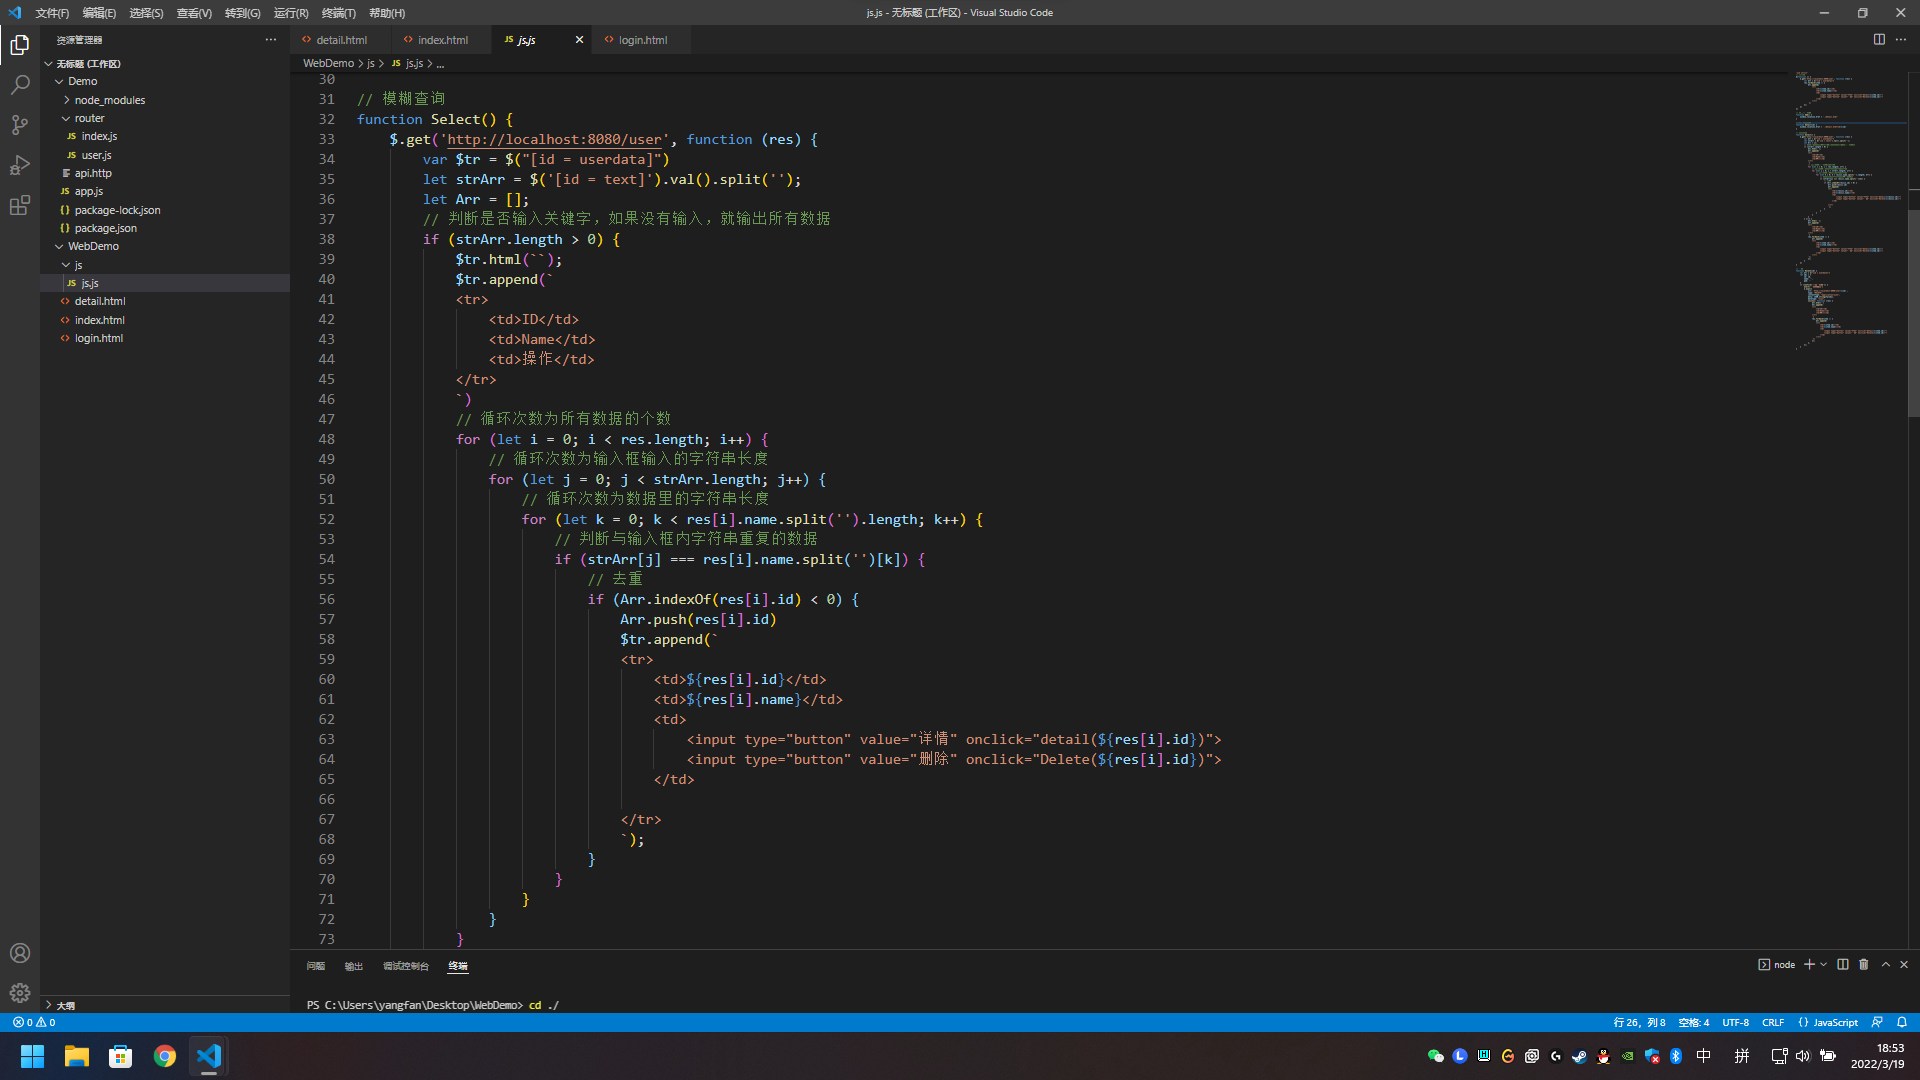 文件(F) 编辑(E) 选择(S) 查看(V) 转到(G) 运行(R) 终端(T) 帮助(H)
js.js - 无标题 (工作区) - Visual Studio Code
资源管理器
无标题 (工作区)
Demo
node_modules
router
JS index.js
JS user.js
api.http
JS app.js
{} package-lock.json
{} package.json
WebDemo
js
JS js.js
<> detail.html
<> index.html
<> login.html
大纲
<> detail.html <> index.html JS js.js <> login.html
WebDemo > js > JS js.js > ...
30
31 // 模糊查询
32 function Select() {
33 $.get('http://localhost:8080/user', function (res) {
34 var $tr = $("[id = userdata]")
35 let strArr = $('[id = text]').val().split('');
36 let Arr = [];
37 // 判断是否输入关键字，如果没有输入，就输出所有数据
38 if (strArr.length > 0) {
39 $tr.html(``);
40 $tr.append(`
41 <tr>
42 <td>ID</td>
43 <td>Name</td>
44 <td>操作</td>
45 </tr>
46 `)
47 // 循环次数为所有数据的个数
48 for (let i = 0; i < res.length; i++) {
49 // 循环次数为输入框输入的字符串长度
50 for (let j = 0; j < strArr.length; j++) {
51 // 循环次数为数据里的字符串长度
52 for (let k = 0; k < res[i].name.split('').length; k++) {
53 // 判断与输入框内字符串重复的数据
54 if (strArr[j] === res[i].name.split('')[k]) {
55 // 去重
56 if (Arr.indexOf(res[i].id) < 0) {
57 Arr.push(res[i].id)
58 $tr.append(`
59 <tr>
60 <td>${res[i].id}</td>
61 <td>${res[i].name}</td>
62 <td>
63 <input type="button" value="详情" onclick="detail(${res[i].id})">
64 <input type="button" value="删除" onclick="Delete(${res[i].id})">
65 </td>
66
67 </tr>
68 `);
69 }
70 }
71 }
72 }
73 }
问题 输出 调试控制台 终端
node
PS C:\Users\yangfan\Desktop\WebDemo> cd ./
0 0
行 26，列 8 空格: 4 UTF-8 CRLF {} JavaScript
中 拼
18:53
2022/3/19